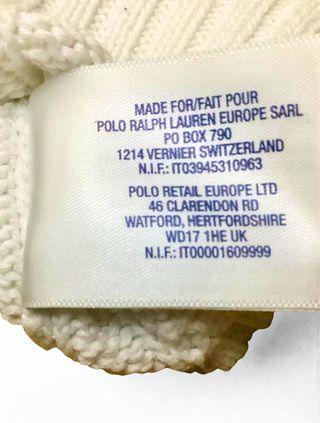 MADE FOR/FAIT POUR
POLO RALPH LAUREN EUROPE SARL
PO BOX 790
1214 VERNIER SWITZERLAND
N.I.F.: IT03945310963
POLO RETAIL EUROPE LTD
46 CLARENDON RD
WATFORD, HERTFORDSHIRE
WD17 1HE UK
N.I.F.: IT00001609999